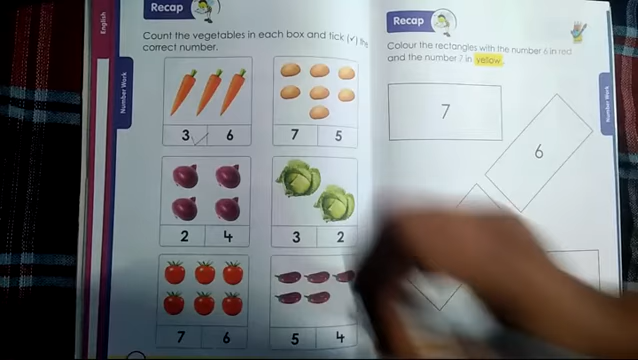 English
Number Work
Recap
Count the vegetables in each box and tick (✓) the
correct number.
3 6
7 5
2 4
3 2
7 6
5 4
Recap
Colour the rectangles with the number 6 in red
and the number 7 in yellow.
7
6
Number Work